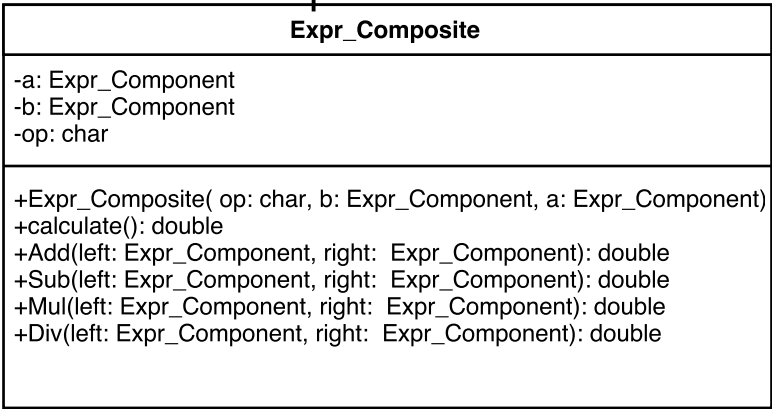 Expr_Composite
-a: Expr_Component
-b: Expr_Component
-op: char
+Expr_Composite( op: char, b: Expr_Component, a: Expr_Component)
+calculate(): double
+Add(left: Expr_Component, right:  Expr_Component): double
+Sub(left: Expr_Component, right:  Expr_Component): double
+Mul(left: Expr_Component, right:  Expr_Component): double
+Div(left: Expr_Component, right:  Expr_Component): double